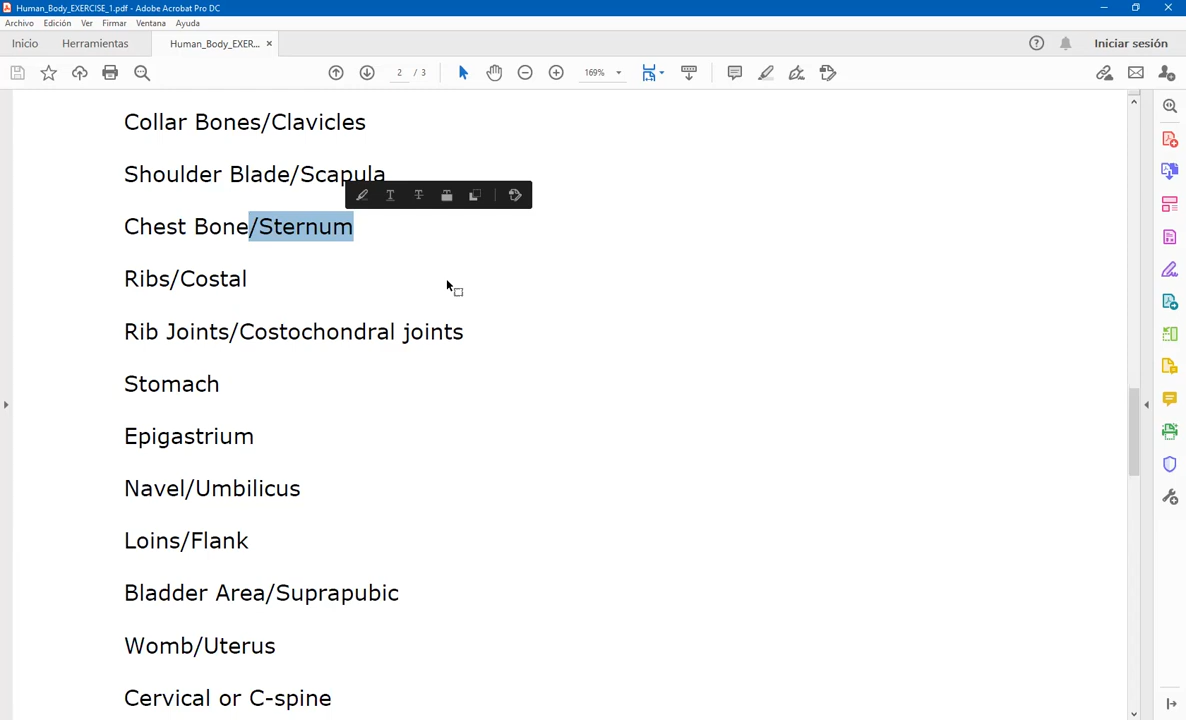 Human_Body_EXERCISE_1.pdf - Adobe Acrobat Pro DC
Archivo Edición Ver Firmar Ventana Ayuda
Inicio Herramientas Human_Body_EXER... × Iniciar sesión
2 / 3 169%
Collar Bones/Clavicles
Shoulder Blade/Scapula
Chest Bone/Sternum
Ribs/Costal
Rib Joints/Costochondral joints
Stomach
Epigastrium
Navel/Umbilicus
Loins/Flank
Bladder Area/Suprapubic
Womb/Uterus
Cervical or C-spine